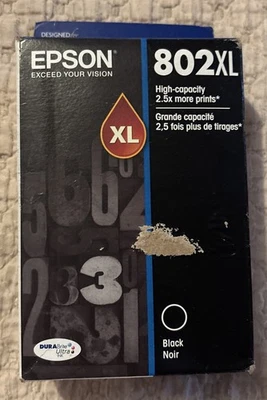 DESIGNED
EPSON
EXCEED YOUR VISION
802XL
High-capacity
2.5x more prints*
Grande capacité
2,5 fois plus de tirages*
XL
Black
Noir
DURABrite
Ultra